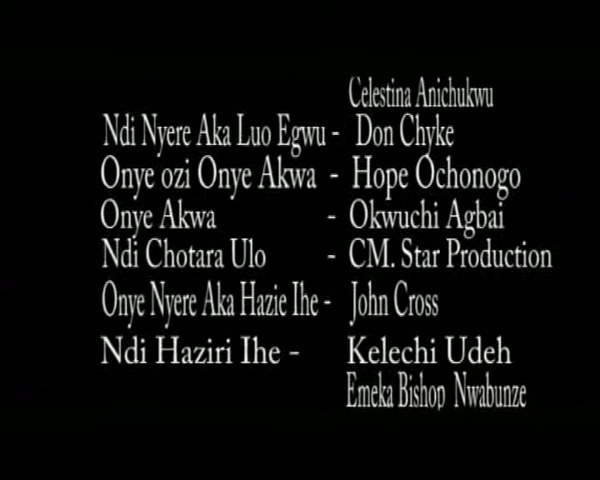 Celestina Anichukwu
Ndi Nyere Aka Luo Egwu - Don Chyke
Onye ozi Onye Akwa - Hope Ochonogo
Onye Akwa - Okwuchi Agbai
Ndi Chotara Ulo - CM. Star Production
Onye Nyere Aka Hazie Ihe - John Cross
Ndi Haziri Ihe - Kelechi Udeh
Emeka Bishop Nwabunze